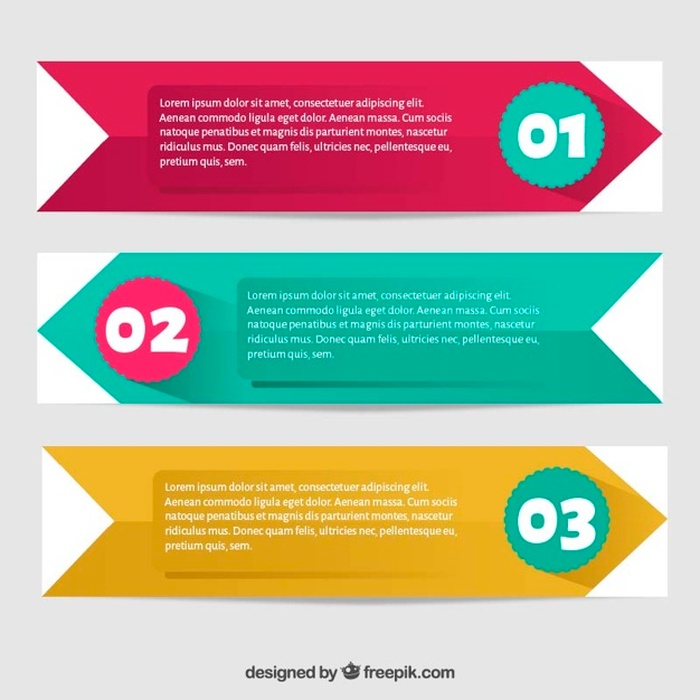 Lorem ipsum dolor sit amet, consectetuer adipiscing elit.
Aenean commodo ligula eget dolor. Aenean massa. Cum sociis
natoque penatibus et magnis dis parturient montes, nascetur
ridiculus mus. Donec quam felis, ultricies nec, pellentesque eu,
pretium quis, sem.
01
02
Lorem ipsum dolor sit amet, consectetuer adipiscing elit.
Aenean commodo ligula eget dolor. Aenean massa. Cum sociis
natoque penatibus et magnis dis parturient montes, nascetur
ridiculus mus. Donec quam felis, ultricies nec, pellentesque eu,
pretium quis, sem.
Lorem ipsum dolor sit amet, consectetuer adipiscing elit.
Aenean commodo ligula eget dolor. Aenean massa. Cum sociis
natoque penatibus et magnis dis parturient montes, nascetur
ridiculus mus. Donec quam felis, ultricies nec, pellentesque eu,
pretium quis, sem.
03
designed by freepik.com